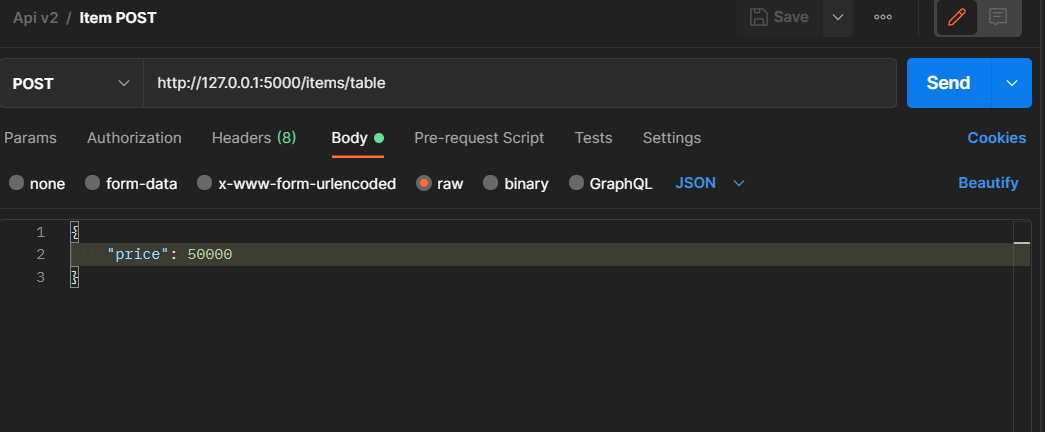 Api v2 / Item POST
Save
POST http://127.0.0.1:5000/items/table Send
Params Authorization Headers (8) Body Pre-request Script Tests Settings Cookies
none form-data x-www-form-urlencoded raw binary GraphQL JSON Beautify
1 {
2 "price": 50000
3 }